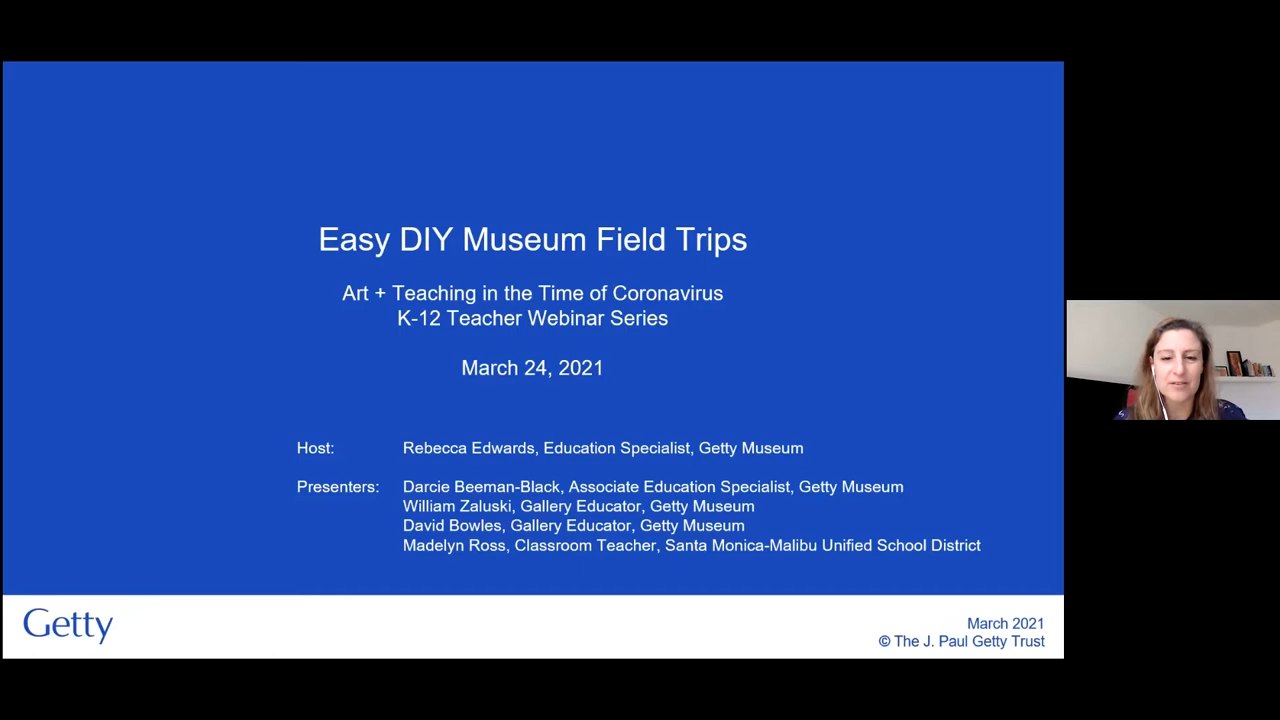 Easy DIY Museum Field Trips
Art + Teaching in the Time of Coronavirus
K-12 Teacher Webinar Series
March 24, 2021
Host: Rebecca Edwards, Education Specialist, Getty Museum
Presenters: Darcie Beeman-Black, Associate Education Specialist, Getty Museum
William Zaluski, Gallery Educator, Getty Museum
David Bowles, Gallery Educator, Getty Museum
Madelyn Ross, Classroom Teacher, Santa Monica-Malibu Unified School District
Getty
March 2021
© The J. Paul Getty Trust